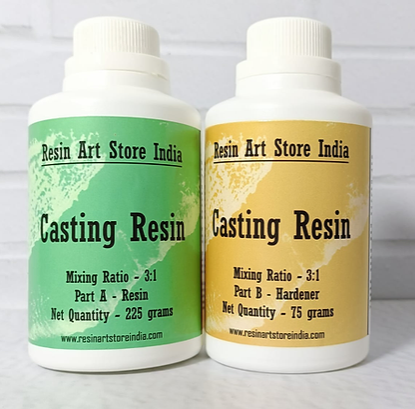 Resin Art Store India
Casting Resin
Mixing Ratio - 3:1
Part A - Resin
Net Quantity - 225 grams
www.resinartstoreindia.com
Resin Art Store India
Casting Resin
Mixing Ratio - 3:1
Part B - Hardener
Net Quantity - 75 grams
www.resinartstoreindia.com